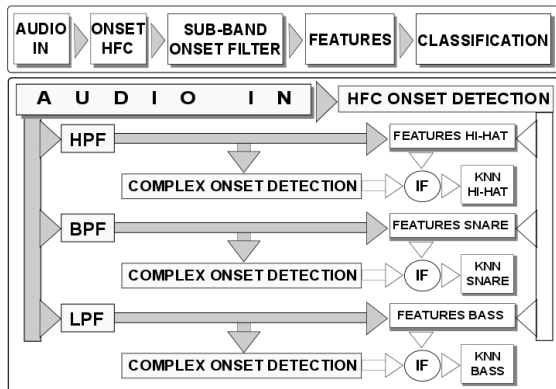 AUDIO IN
ONSET HFC
SUB-BAND ONSET FILTER
FEATURES
CLASSIFICATION
AUDIO IN
HFC ONSET DETECTION
HPF
FEATURES HI-HAT
COMPLEX ONSET DETECTION
IF
KNN HI-HAT
BPF
FEATURES SNARE
COMPLEX ONSET DETECTION
IF
KNN SNARE
LPF
FEATURES BASS
COMPLEX ONSET DETECTION
IF
KNN BASS